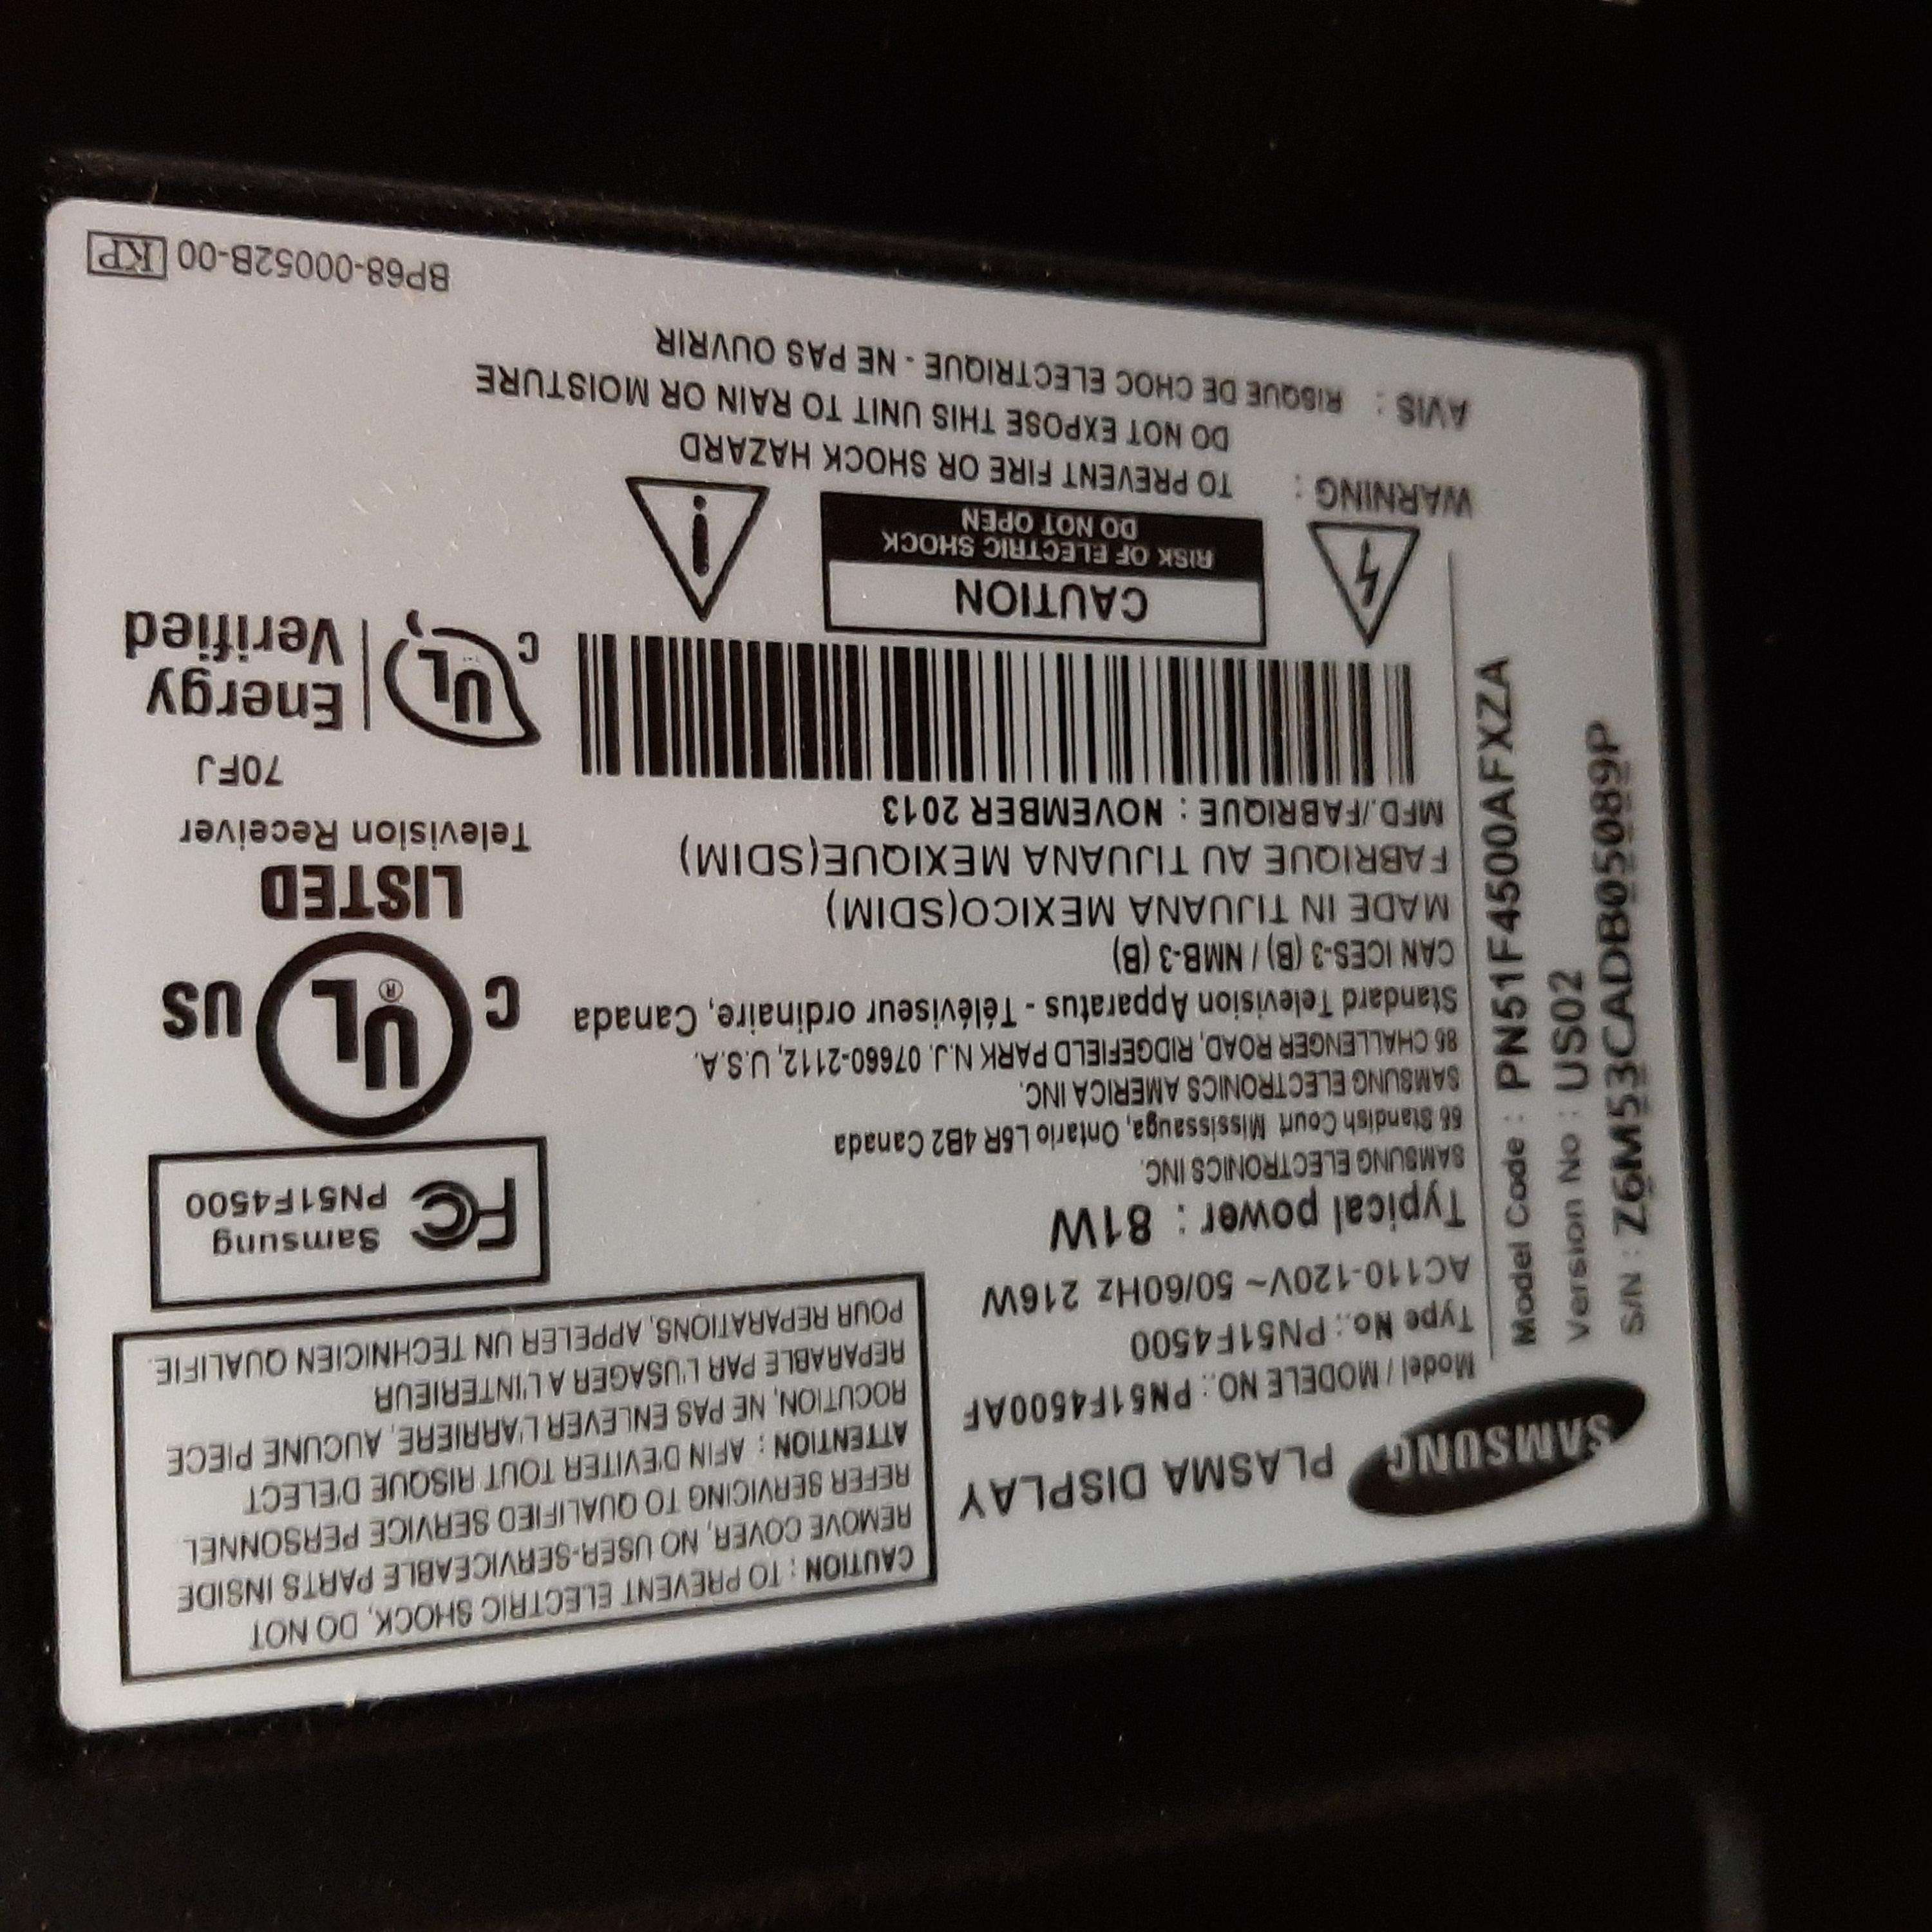 SAMSUNG PLASMA DISPLAY
Model / MODELE NO.: PN51F4500AF
Type No.: PN51F4500
AC110-120V~ 50/60Hz 216W
Typical power : 81W
SAMSUNG ELECTRONICS INC.
55 Standish Court Mississauga, Ontario L5R 4B2 Canada
SAMSUNG ELECTRONICS AMERICA INC.
85 CHALLENGER ROAD, RIDGEFIELD PARK N.J. 07660-2112, U.S.A.
Standard Television Apparatus - Téléviseur ordinaire, Canada
CAN ICES-3 (B) / NMB-3 (B)
MADE IN TIJUANA MEXICO(SDIM)
FABRIQUE AU TIJUANA MEXIQUE(SDIM)
MFD./FABRIQUE : NOVEMBER 2013
CAUTION : TO PREVENT ELECTRIC SHOCK, DO NOT
REMOVE COVER, NO USER-SERVICEABLE PARTS INSIDE.
REFER SERVICING TO QUALIFIED SERVICE PERSONNEL.
ATTENTION : AFIN D'EVITER TOUT RISQUE D'ELECT
ROCUTION, NE PAS ENLEVER L'ARRIERE, AUCUNE PIECE
REPARABLE PAR L'USAGER A L'INTERIEUR
POUR REPARATIONS, APPELER UN TECHNICIEN QUALIFIE.
FC Samsung
PN51F4500
C UL ® US
LISTED
Television Receiver
70FJ
C UL Energy
Verified
CAUTION
RISK OF ELECTRIC SHOCK
DO NOT OPEN
WARNING : TO PREVENT FIRE OR SHOCK HAZARD
DO NOT EXPOSE THIS UNIT TO RAIN OR MOISTURE
AVIS : RISQUE DE CHOC ELECTRIQUE - NE PAS OUVRIR
BP68-00052B-00 KP
Model Code : PN51F4500AFXZA
Version No : US02
S/N : Z6M53CADB05089P